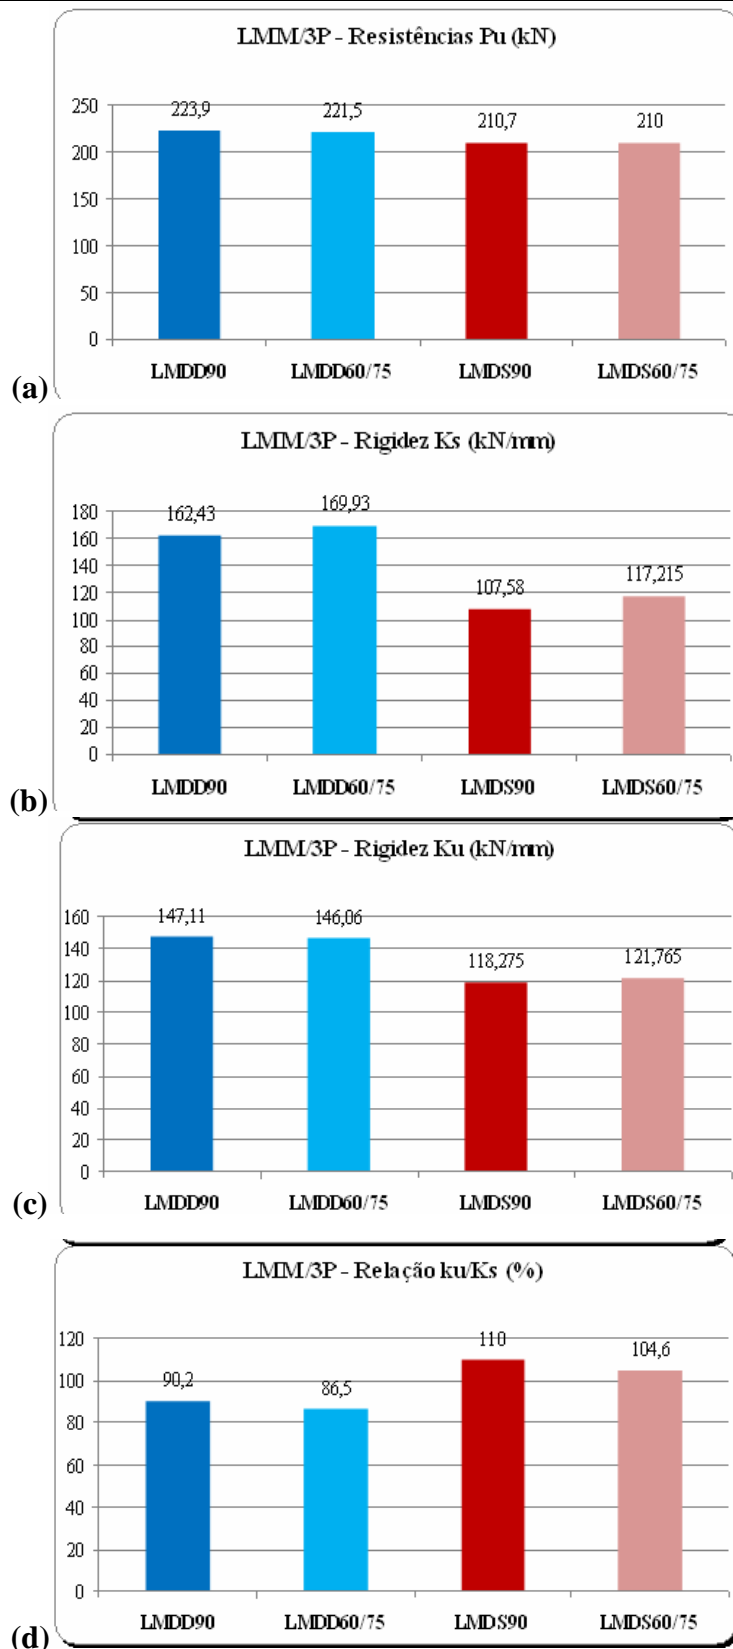 LMM/3P - Resistências Pu (kN)
250
200
150
100
50
0
223,9
221,5
210,7
210
LMDD90
LMDD60/75
LMDS90
LMDS60/75
(a)
LMM/3P - Rigidez Ks (kN/mm)
180
160
140
120
100
80
60
40
20
0
162,43
169,93
107,58
117,215
LMDD90
LMDD60/75
LMDS90
LMDS60/75
(b)
LMM/3P - Rigidez Ku (kN/mm)
160
140
120
100
80
60
40
20
0
147,11
146,06
118,275
121,765
LMDD90
LMDD60/75
LMDS90
LMDS60/75
(c)
LMM/3P - Relação ku/Ks (%)
120
100
80
60
40
20
0
90,2
86,5
110
104,6
LMDD90
LMDD60/75
LMDS90
LMDS60/75
(d)